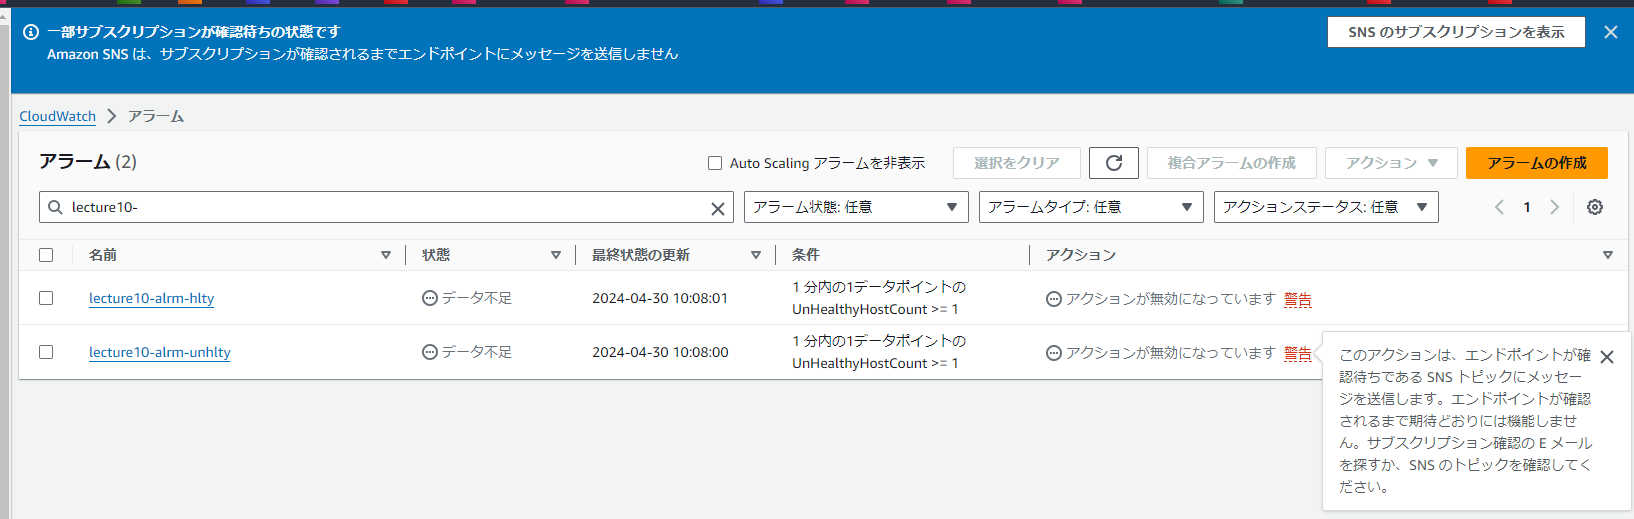 一部サブスクリプションが確認待ちの状態です
Amazon SNS は、サブスクリプションが確認されるまでエンドポイントにメッセージを送信しません
SNS のサブスクリプションを表示
CloudWatch
アラーム
アラーム (2)
Auto Scaling アラームを非表示
選択をクリア
複合アラームの作成
アクション
アラームの作成
lecture10-
アラーム状態: 任意
アラームタイプ: 任意
アクションステータス: 任意
1
名前
状態
最終状態の更新
条件
アクション
lecture10-alrm-hlty
データ不足
2024-04-30 10:08:01
1 分内の1データポイントの
UnHealthyHostCount >= 1
アクションが無効になっています 警告
lecture10-alrm-unhlty
データ不足
2024-04-30 10:08:00
1 分内の1データポイントの
UnHealthyHostCount >= 1
アクションが無効になっています 警告
このアクションは、エンドポイントが確
認待ちである SNS トピックにメッセー
ジを送信します。エンドポイントが確認
されるまで期待どおりには機能しませ
ん。サブスクリプション確認の E メール
を探すか、SNS のトピックを確認してく
ださい。